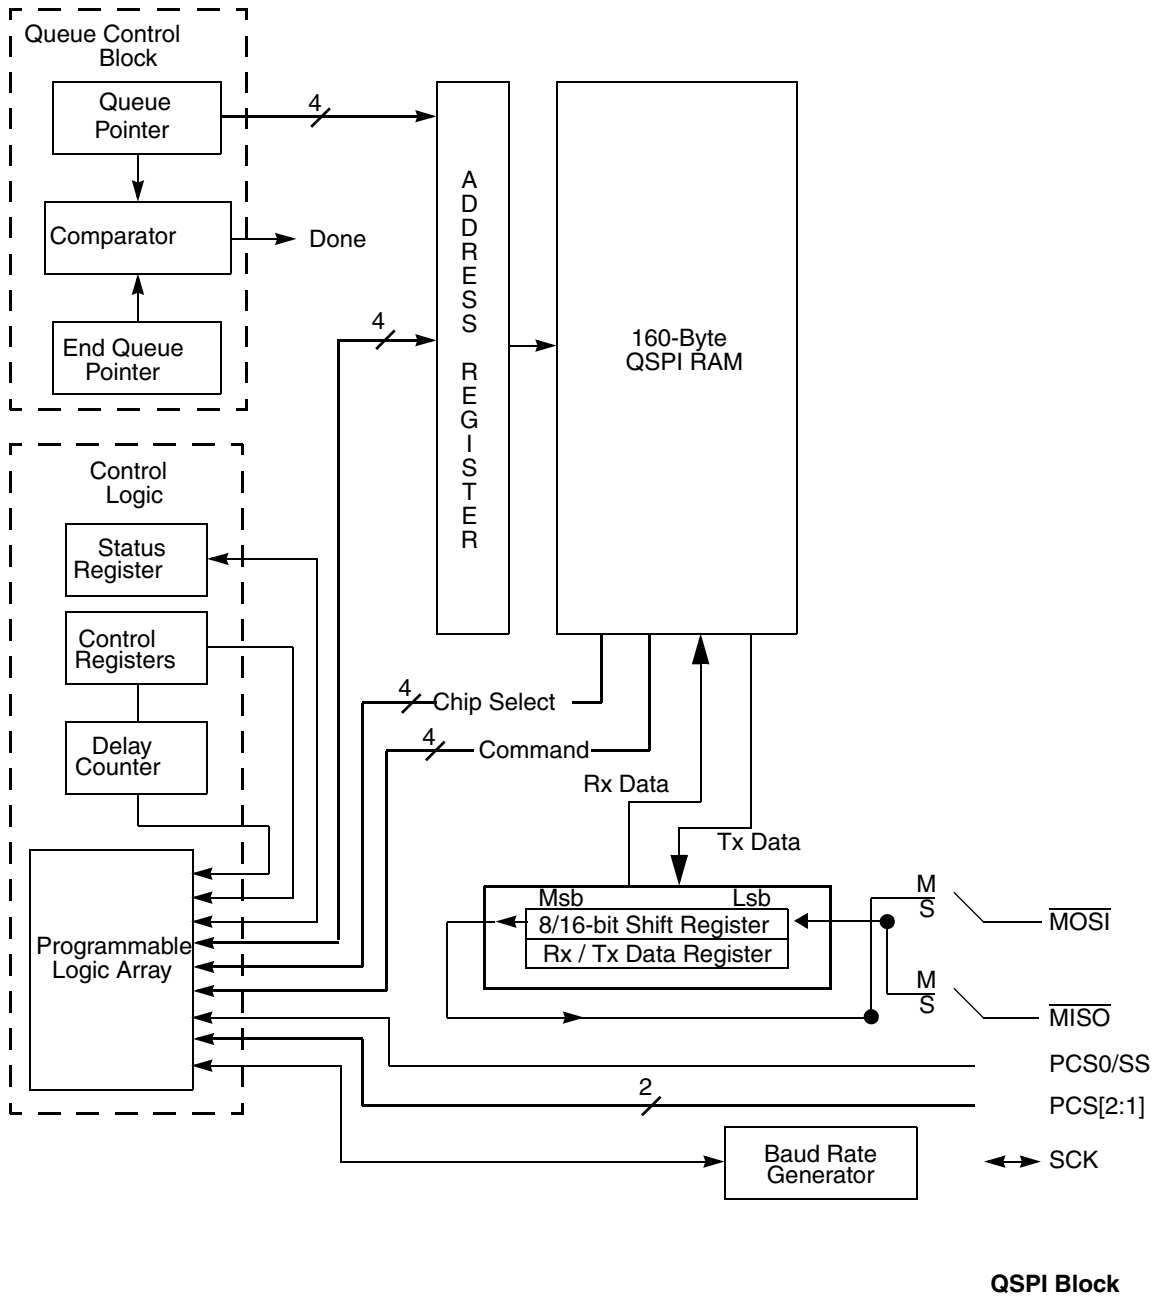 Queue Control
Block
Queue
Pointer
4
Comparator
Done
End Queue
Pointer
4
A
D
D
R
E
S
S
R
E
G
I
S
T
E
R
160-Byte
QSPI RAM
Control
Logic
Status
Register
Control
Registers
Delay
Counter
Programmable
Logic Array
4
Chip Select
4
Command
Rx Data
Tx Data
Msb
Lsb
8/16-bit Shift Register
Rx / Tx Data Register
M
S
MOSI
M
S
MISO
PCS0/SS
2
PCS[2:1]
Baud Rate
Generator
SCK
QSPI Block